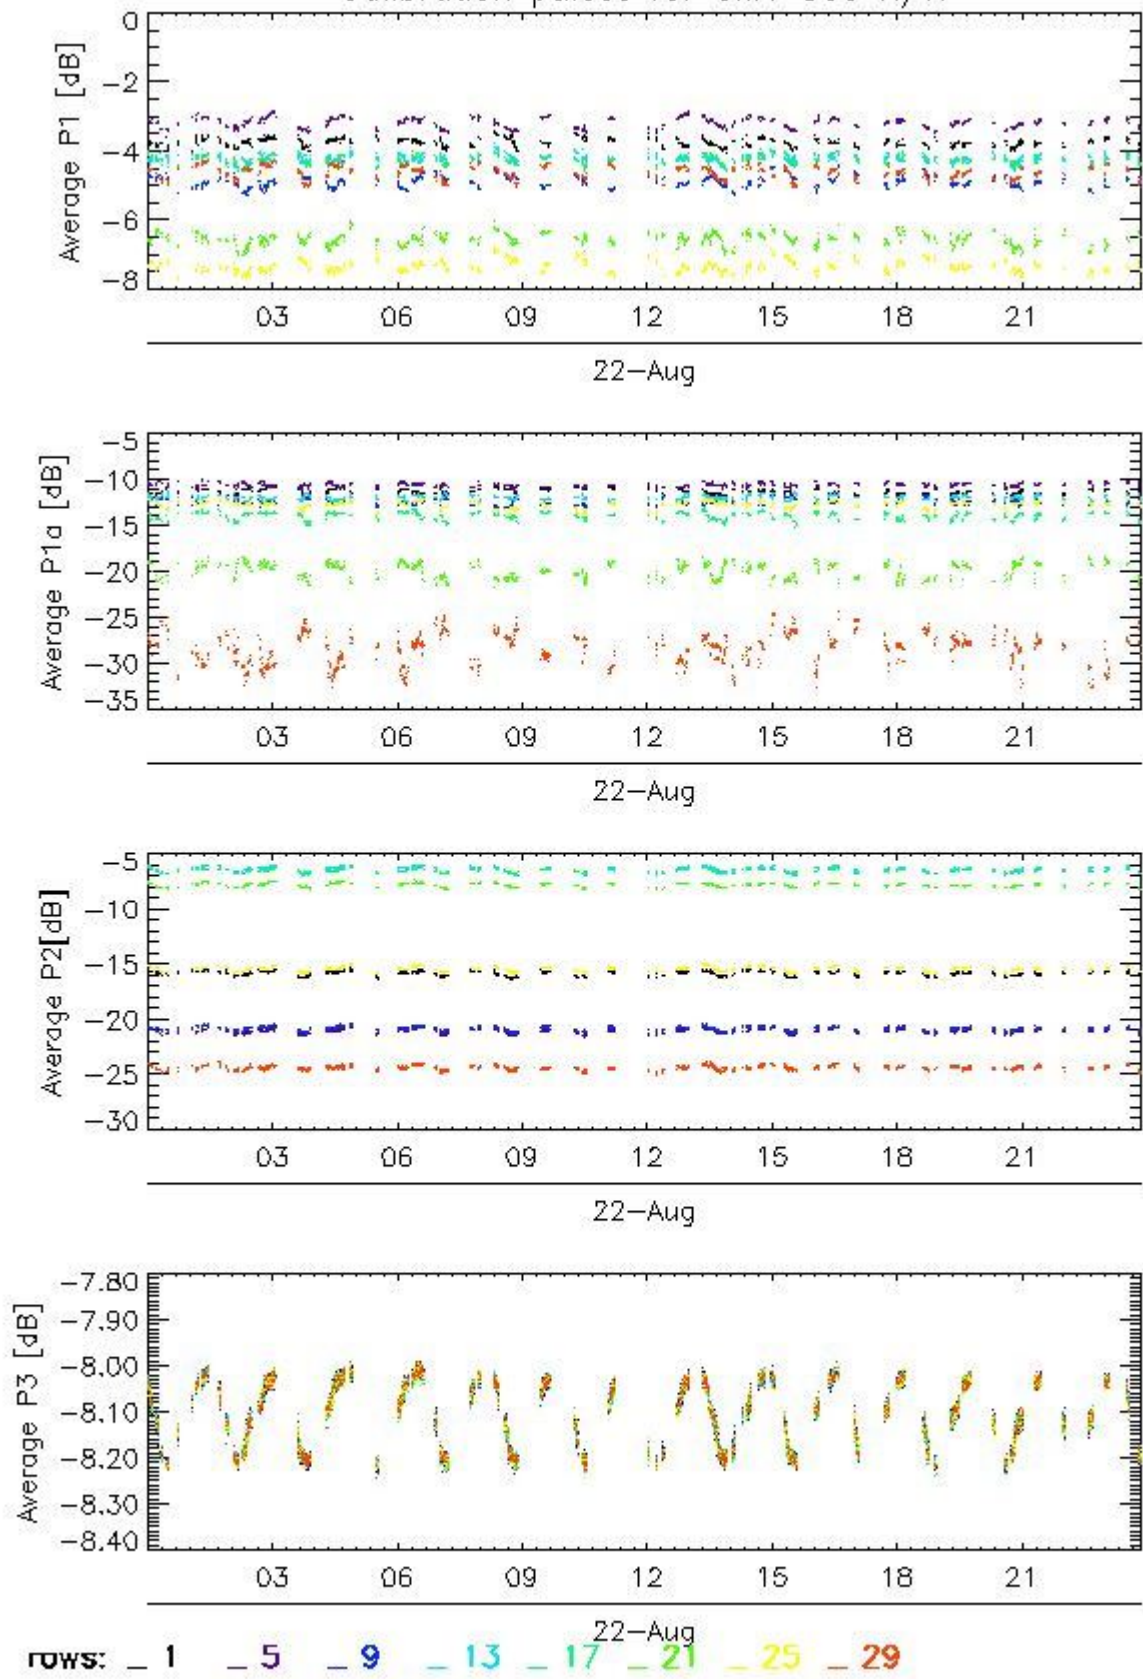 0
-2
-4
-6
-8
Average P1 [dB]
03 06 09 12 15 18 21
22-Aug
-5
-10
-15
-20
-25
-30
-35
Average P1a [dB]
03 06 09 12 15 18 21
22-Aug
-5
-10
-15
-20
-25
-30
Average P2[dB]
03 06 09 12 15 18 21
22-Aug
-7.80
-7.90
-8.00
-8.10
-8.20
-8.30
-8.40
Average P3 [dB]
03 06 09 12 15 18 21
22-Aug
rows: _ 1 _ 5 _ 9 _ 13 _ 17 _ 21 _ 25 _ 29